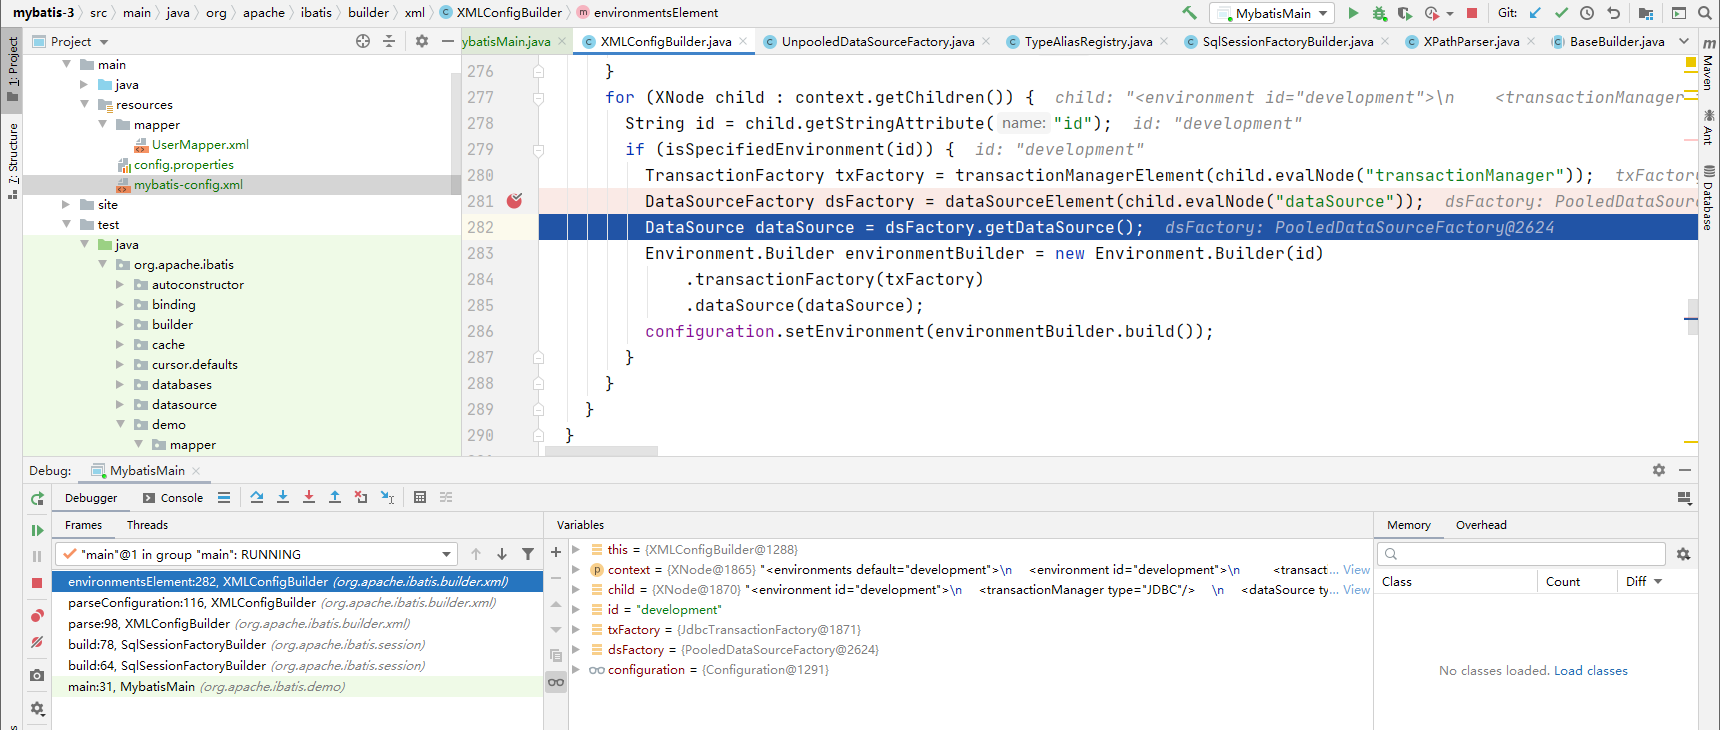 mybatis-3 src main java org apache ibatis builder xml XMLConfigBuilder environmentsElement MybatisMain Git:
1: Project
7: Structure
Project
ybatisMain.java XMLConfigBuilder.java UnpooledDataSourceFactory.java TypeAliasRegistry.java SqlSessionFactoryBuilder.java XPathParser.java BaseBuilder.java
main
java
resources
mapper
UserMapper.xml
config.properties
mybatis-config.xml
site
test
java
org.apache.ibatis
autoconstructor
binding
builder
cache
cursor.defaults
databases
datasource
demo
mapper
276 }
277 for (XNode child : context.getChildren()) { child: "<environment id="development">\n <transactionManager
278 String id = child.getStringAttribute( name: "id"); id: "development"
279 if (isSpecifiedEnvironment(id)) { id: "development"
280 TransactionFactory txFactory = transactionManagerElement(child.evalNode("transactionManager")); txFactory
281 DataSourceFactory dsFactory = dataSourceElement(child.evalNode("dataSource")); dsFactory: PooledDataSour
282 DataSource dataSource = dsFactory.getDataSource(); dsFactory: PooledDataSourceFactory@2624
283 Environment.Builder environmentBuilder = new Environment.Builder(id)
284 .transactionFactory(txFactory)
285 .dataSource(dataSource);
286 configuration.setEnvironment(environmentBuilder.build());
287 }
288 }
289 }
290 }
m Maven
Ant
Database
Debug: MybatisMain
Debugger Console
Frames Threads
"main"@1 in group "main": RUNNING
environmentsElement:282, XMLConfigBuilder (org.apache.ibatis.builder.xml)
parseConfiguration:116, XMLConfigBuilder (org.apache.ibatis.builder.xml)
parse:98, XMLConfigBuilder (org.apache.ibatis.builder.xml)
build:78, SqlSessionFactoryBuilder (org.apache.ibatis.session)
build:64, SqlSessionFactoryBuilder (org.apache.ibatis.session)
main:31, MybatisMain (org.apache.ibatis.demo)
Variables
this = {XMLConfigBuilder@1288}
context = {XNode@1865} "<environments default="development">\n <environment id="development">\n <transact... View
child = {XNode@1870} "<environment id="development">\n <transactionManager type="JDBC"/> \n <dataSource ty... View
id = "development"
txFactory = {JdbcTransactionFactory@1871}
dsFactory = {PooledDataSourceFactory@2624}
configuration = {Configuration@1291}
Memory Overhead
Class Count Diff
No classes loaded. Load classes